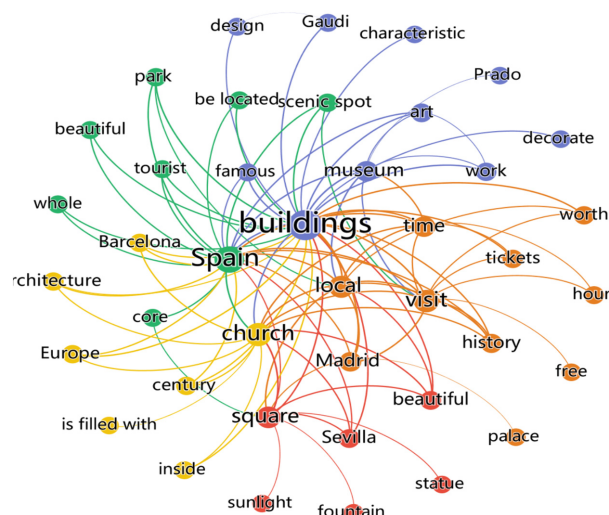 design
Gaudi
characteristic
park
Prado
be located
scenic spot
art
beautiful
decorate
tourist
famous
museum
work
whole
buildings
time
worth
Barcelona
Spain
tickets
rchitecture
local
visit
hour
core
church
history
Europe
Madrid
free
century
beautiful
is filled with
square
Sevilla
palace
inside
statue
sunlight
fountain